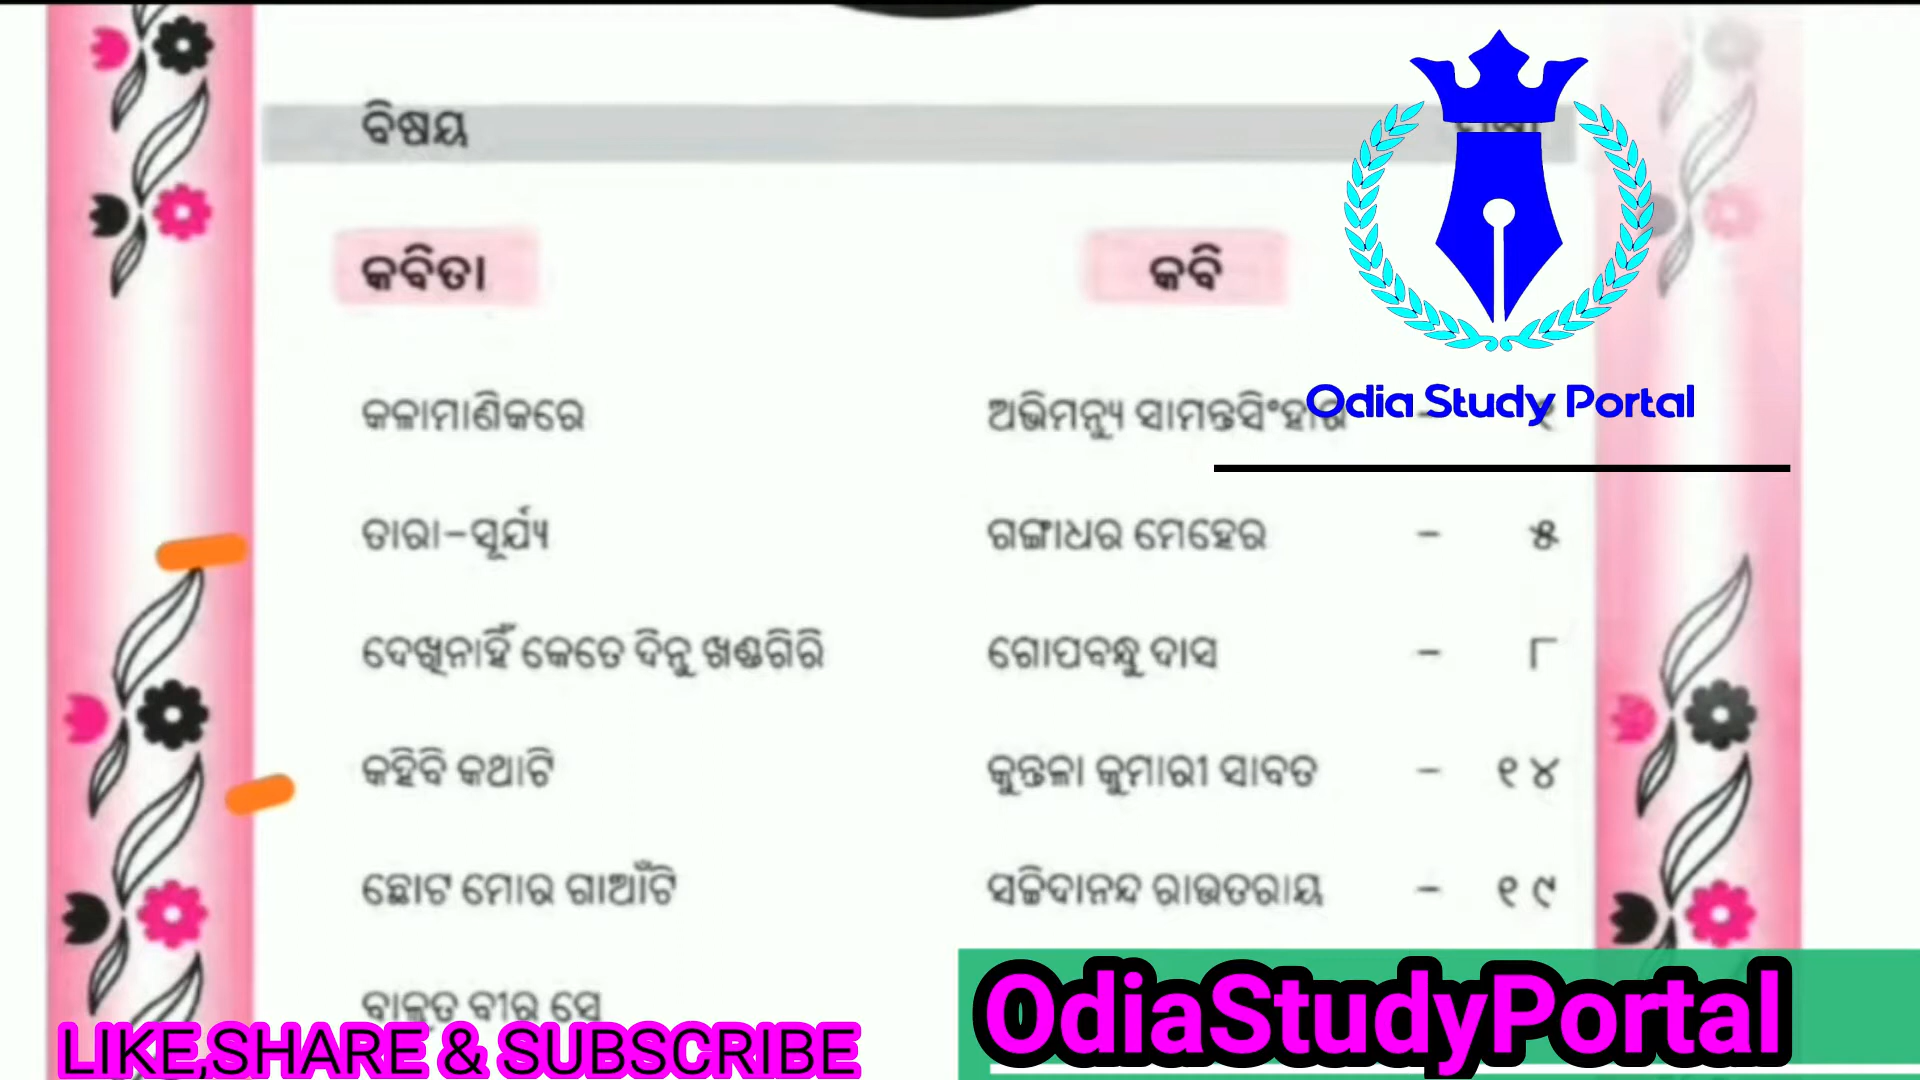 ବିଷୟ
କବିତା କବି
କଳାମାଣିକରେ ଅଭିମନ୍ୟୁ ସାମନ୍ତସିଂହାର -
Odia Study Portal
ତାରା-ସୂର୍ଯ୍ୟ ଗଙ୍ଗାଧର ମେହେର - ୫
ଦେଖିନାହିଁ କେତେ ଦିନୁ ଖଣ୍ଡଗିରି ଗୋପବନ୍ଧୁ ଦାସ - ୮
କହିବି କଥାଟି କୁନ୍ତଳା କୁମାରୀ ସାବତ - ୧୪
ଛୋଟ ମୋର ଗାଆଁଟି ସଚ୍ଚିଦାନନ୍ଦ ରାଉତରାୟ - ୧୯
ବାଳୁତ ବୀର ସେ
OdiaStudyPortal
LIKE,SHARE & SUBSCRIBE